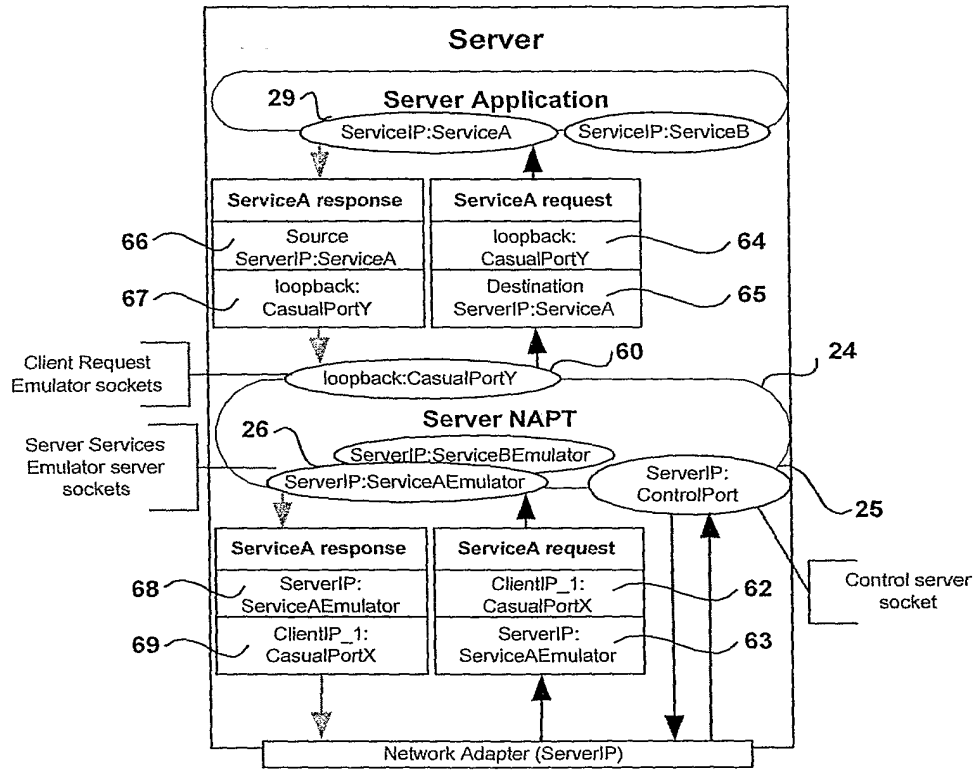 Server
Server Application
29
ServiceIP:ServiceA
ServiceIP:ServiceB
ServiceA response
ServiceA request
66
Source
ServerIP:ServiceA
loopback:
CasualPortY
64
67
loopback:
CasualPortY
Destination
ServerIP:ServiceA
65
Client Request
Emulator sockets
loopback:CasualPortY
60
24
Server NAPT
26
Server Services
Emulator server
sockets
ServerIP:ServiceBEmulator
ServerIP:ServiceAEmulator
ServerIP:
ControlPort
25
ServiceA response
ServiceA request
68
ServerIP:
ServiceAEmulator
ClientIP_1:
CasualPortX
62
Control server
socket
69
ClientIP_1:
CasualPortX
ServerIP:
ServiceAEmulator
63
Network Adapter (ServerIP)